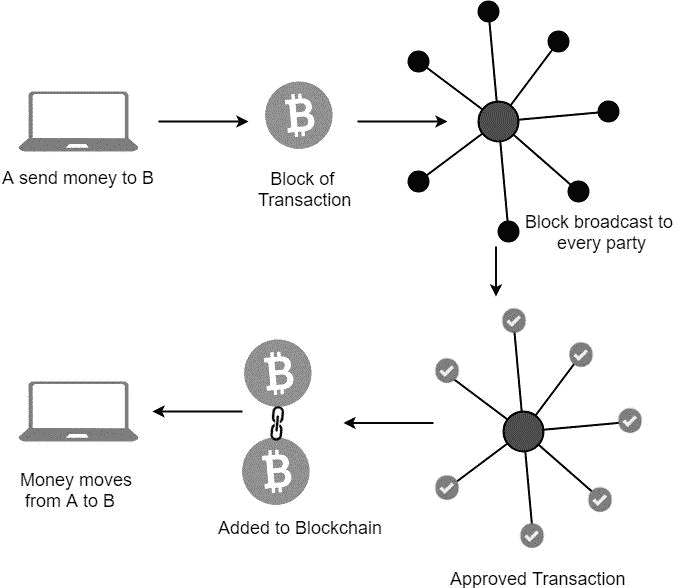 A send money to B
Block of
Transaction
Block broadcast to
every party
Approved Transaction
Added to Blockchain
Money moves
from A to B